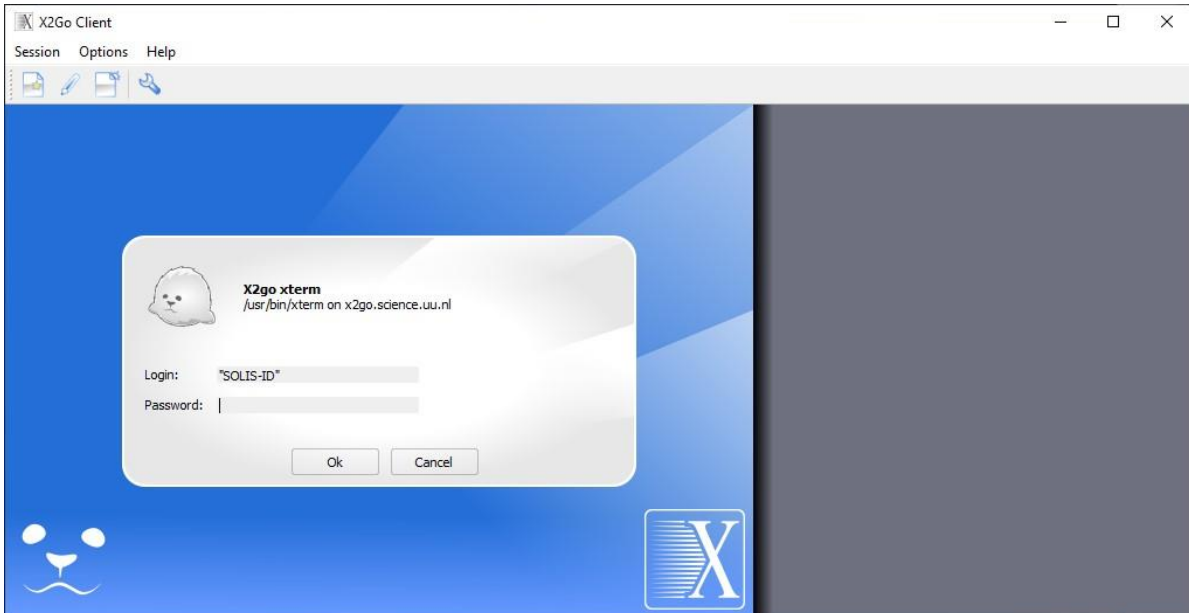 X2Go Client
Session Options Help
X2go xterm
/usr/bin/xterm on x2go.science.uu.nl
Login: "SOLIS-ID"
Password:
Ok Cancel
X